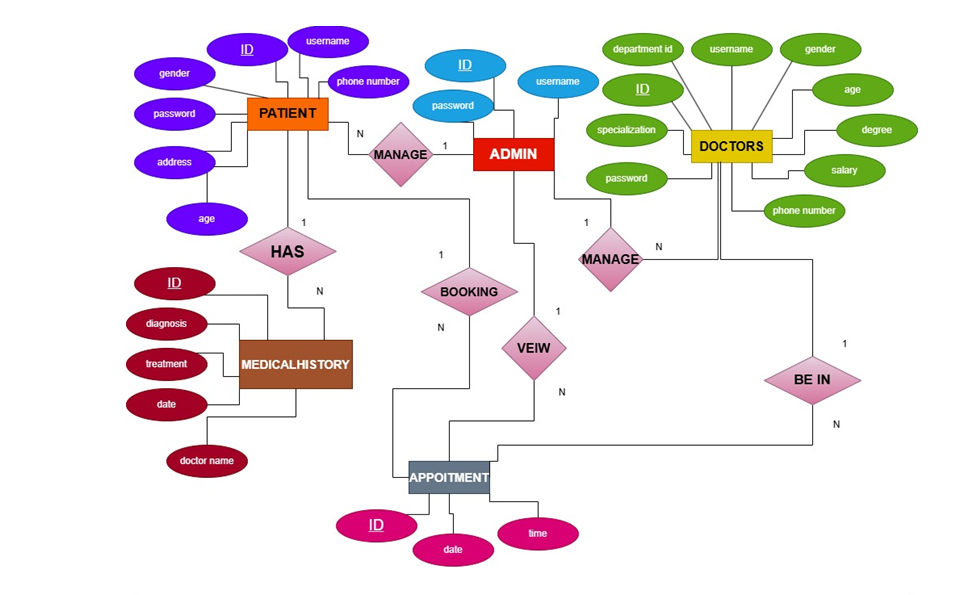 ID
username
gender
phone number
password
PATIENT
address
age
N
MANAGE
1
ID
username
password
ADMIN
department id
username
gender
ID
age
specialization
degree
DOCTORS
password
salary
phone number
1
HAS
N
1
BOOKING
N
1
MANAGE
N
1
VEIW
N
1
BE IN
N
ID
diagnosis
treatment
MEDICALHISTORY
date
doctor name
APPOITMENT
ID
date
time